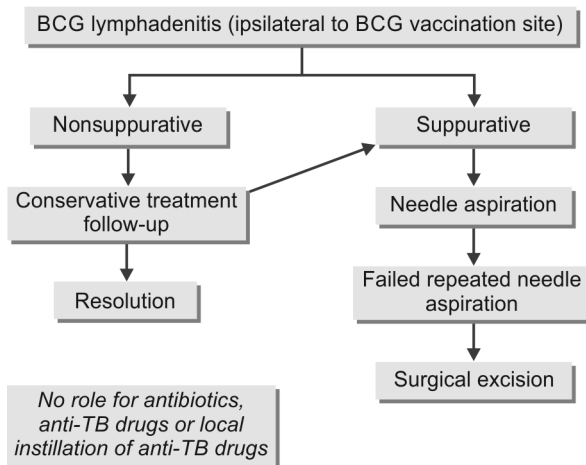 BCG lymphadenitis (ipsilateral to BCG vaccination site)
Nonsuppurative
Suppurative
Conservative treatment
follow-up
Needle aspiration
Resolution
Failed repeated needle
aspiration
Surgical excision
No role for antibiotics,
anti-TB drugs or local
instillation of anti-TB drugs